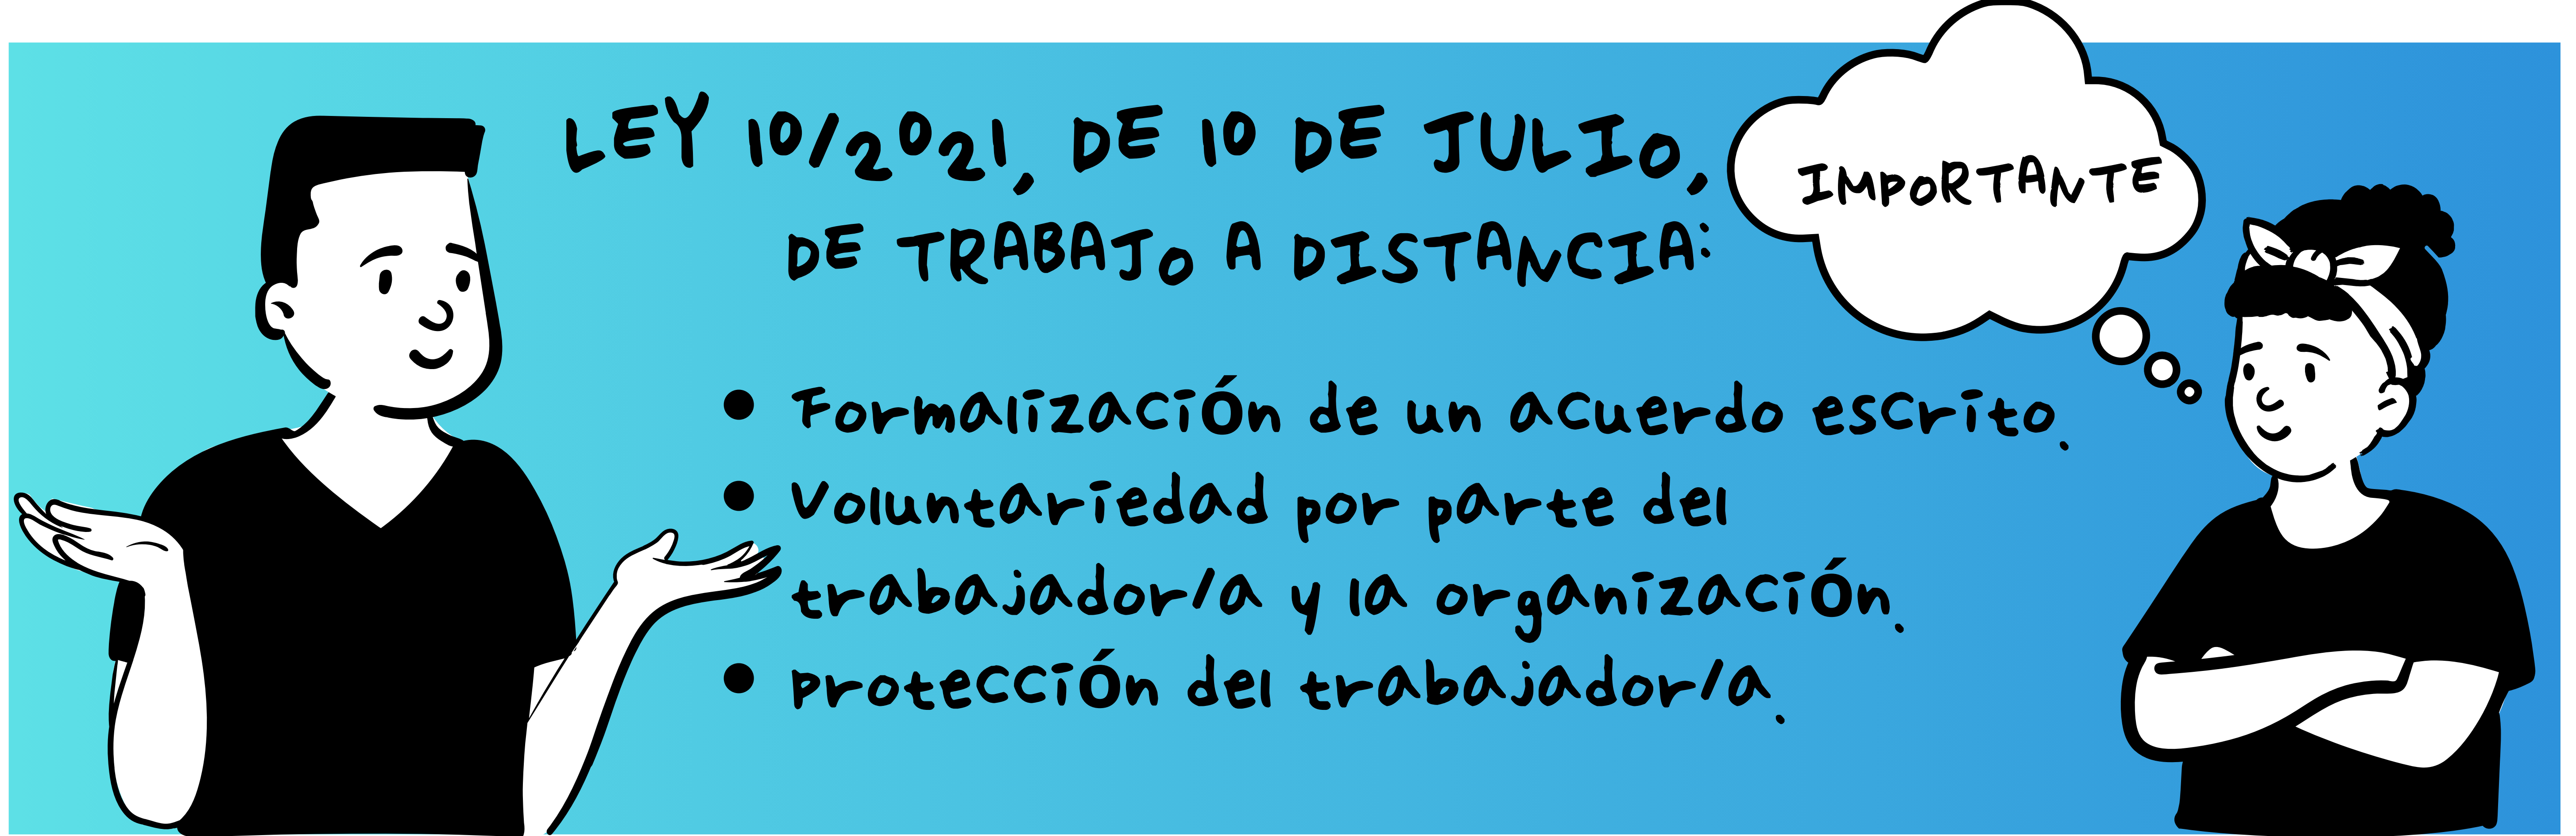 LEY 10/2021, DE 10 DE JULIO,
DE TRABAJO A DISTANCIA:
IMPORTANTE
• Formalización de un acuerdo escrito.
• Voluntariedad por parte del
trabajador/a y la organización.
• Protección del trabajador/a.